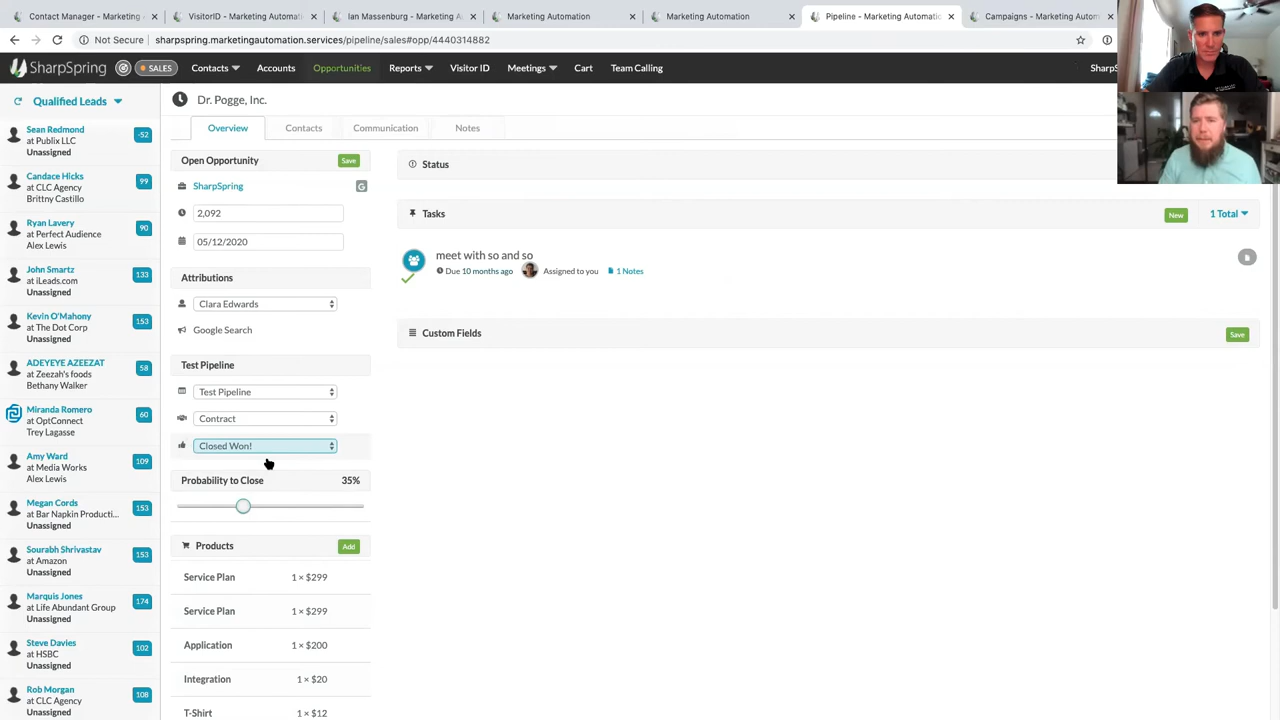 Contact Manager - Marketing A
VisitorID - Marketing Automati
Ian Massenburg - Marketing A
Marketing Automation
Marketing Automation
Pipeline - Marketing Automatio
Campaigns - Marketing Autom
Not Secure
sharpspring.marketingautomation.services/pipeline/sales#opp/4440314882
SharpSpring
SALES
Contacts
Accounts
Opportunities
Reports
Visitor ID
Meetings
Cart
Team Calling
SharpS
Qualified Leads
Sean Redmond
at Publix LLC
Unassigned
-52
Candace Hicks
at CLC Agency
Brittny Castillo
99
Ryan Lavery
at Perfect Audience
Alex Lewis
90
John Smartz
at iLeads.com
Unassigned
133
Kevin O'Mahony
at The Dot Corp
Unassigned
153
ADEYEYE AZEEZAT
at Zeezah's foods
Bethany Walker
58
Miranda Romero
at OptConnect
Trey Lagasse
60
Amy Ward
at Media Works
Alex Lewis
109
Megan Cords
at Bar Napkin Producti...
Unassigned
153
Sourabh Shrivastav
at Amazon
Unassigned
153
Marquis Jones
at Life Abundant Group
Unassigned
174
Steve Davies
at HSBC
Unassigned
102
Rob Morgan
at CLC Agency
Unassigned
108
Dr. Pogge, Inc.
Overview
Contacts
Communication
Notes
Open Opportunity
Save
SharpSpring
G
2,092
05/12/2020
Attributions
Clara Edwards
Google Search
Test Pipeline
Test Pipeline
Contract
Closed Won!
Probability to Close
35%
Products
Add
Service Plan
1 × $299
Service Plan
1 × $299
Application
1 × $200
Integration
1 × $20
T-Shirt
1 × $12
Status
Tasks
New
1 Total
meet with so and so
Due 10 months ago
Assigned to you
1 Notes
Custom Fields
Save